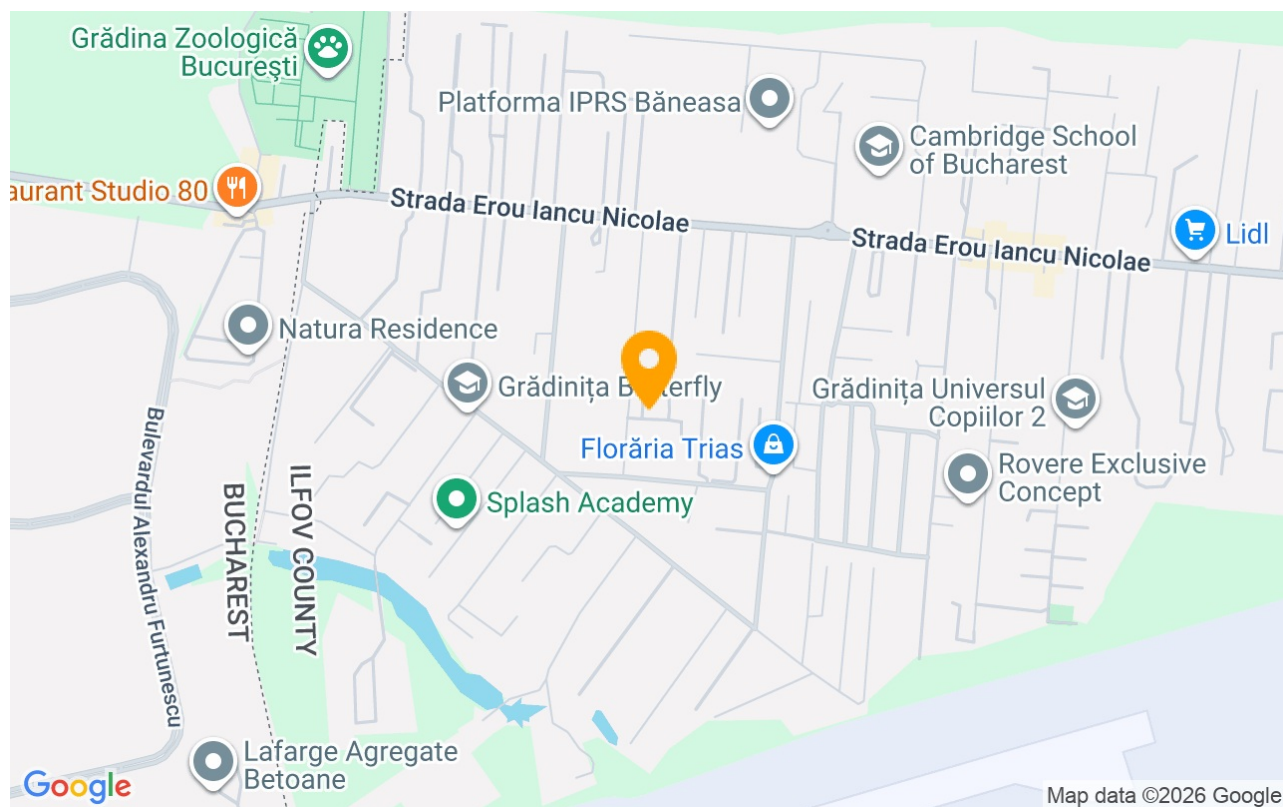 Grădina Zoologică
București
Platforma IPRS Băneasa
Cambridge School
of Bucharest
aurant Studio 80
Strada Erou Iancu Nicolae
Strada Erou Iancu Nicolae
Lidl
Natura Residence
Grădinița Butterfly
Grădinița Universul
Copiilor 2
Florăria Trias
Rovere Exclusive
Concept
Splash Academy
Bulevardul Alexandru Furtunescu
BUCHAREST
ILFOV COUNTY
Lafarge Agregate
Betoane
Google
Map data ©2026 Google